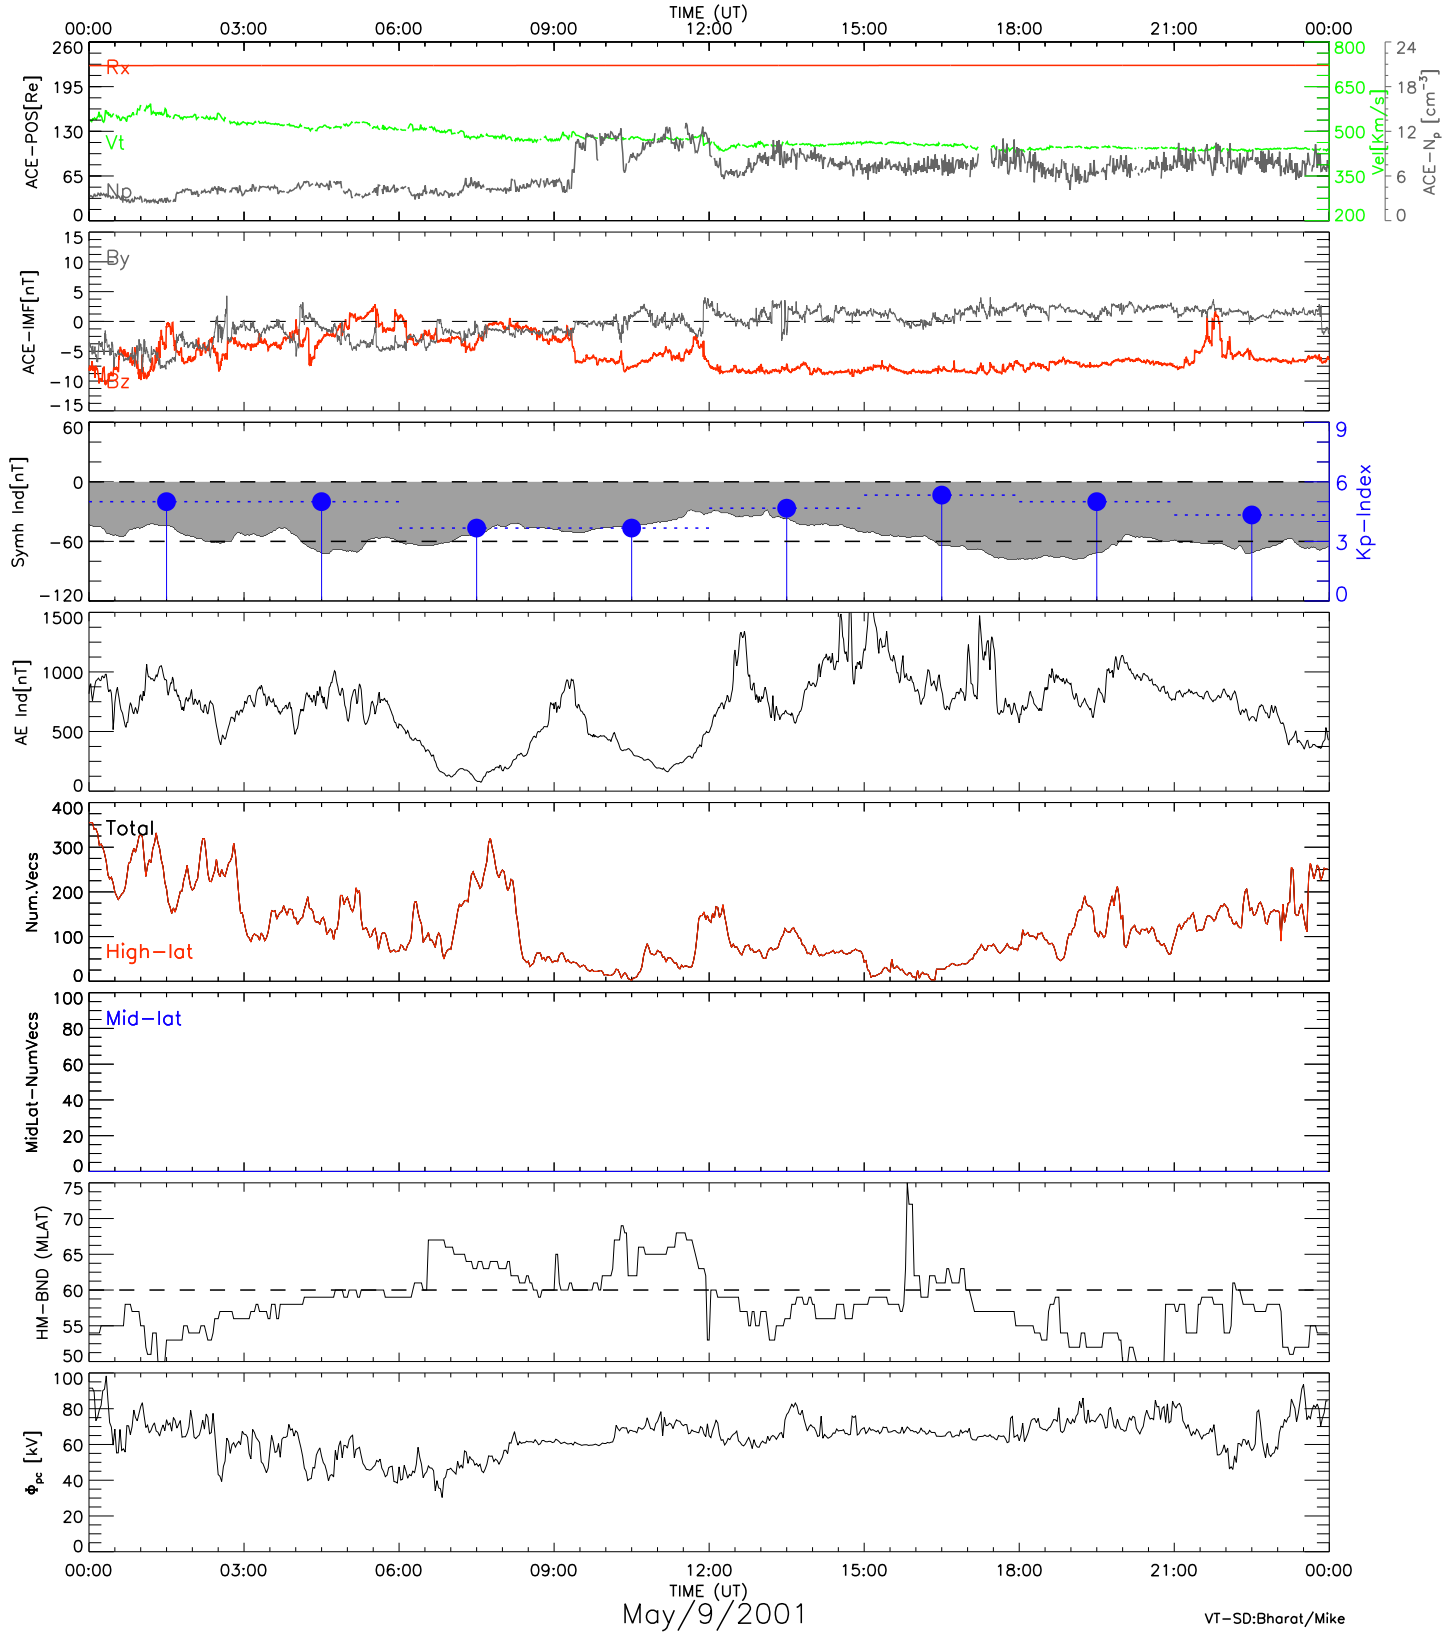 TIME (UT)
00:00 03:00 06:00 09:00 12:00 15:00 18:00 21:00 00:00
ACE-POS[Re]
260
195
130
65
0
Rx
Vt
Np
800
650
500
350
200
Vel[Km/s]
24
18
12
6
0
ACE-Np [cm-3]
ACE-IMF[nT]
15
10
5
0
-5
-10
-15
By
Bz
Symh Ind[nT]
60
0
-60
-120
9
6
3
0
Kp-Index
AE Ind[nT]
1500
1000
500
0
Num.Vecs
400
300
200
100
0
Total
High-lat
MidLat-NumVecs
100
80
60
40
20
0
Mid-lat
HM-BND (MLAT)
75
70
65
60
55
50
Φpc [kV]
100
80
60
40
20
0
00:00 03:00 06:00 09:00 12:00 15:00 18:00 21:00 00:00
TIME (UT)
May/9/2001
VT-SD:Bharat/Mike